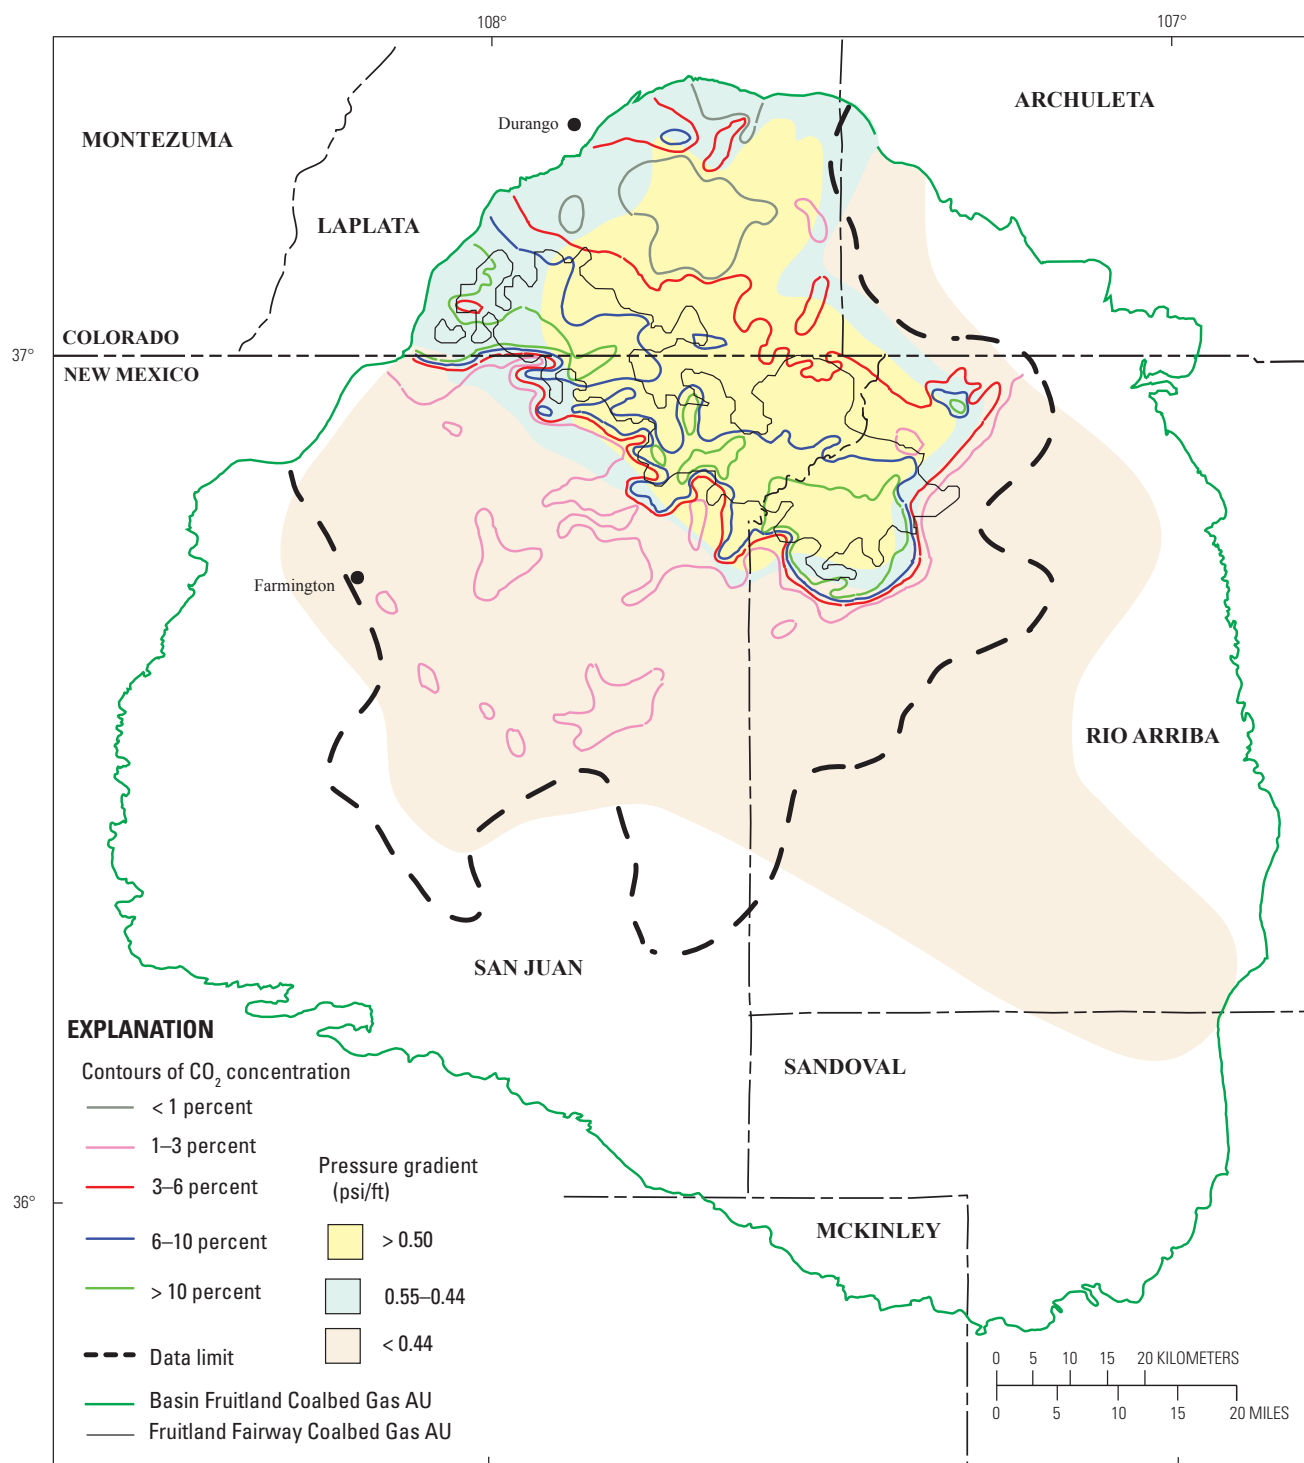 108°
107°
ARCHULETA
MONTEZUMA
Durango
LAPLATA
COLORADO
37°
NEW MEXICO
Farmington
RIO ARRIBA
SAN JUAN
SANDOVAL
36°
MCKINLEY
EXPLANATION
Contours of CO2 concentration
< 1 percent
1–3 percent
3–6 percent
6–10 percent
> 10 percent
Data limit
Basin Fruitland Coalbed Gas AU
Fruitland Fairway Coalbed Gas AU
Pressure gradient
(psi/ft)
> 0.50
0.55–0.44
< 0.44
0 5 10 15 20 KILOMETERS
0 5 10 15 20 MILES